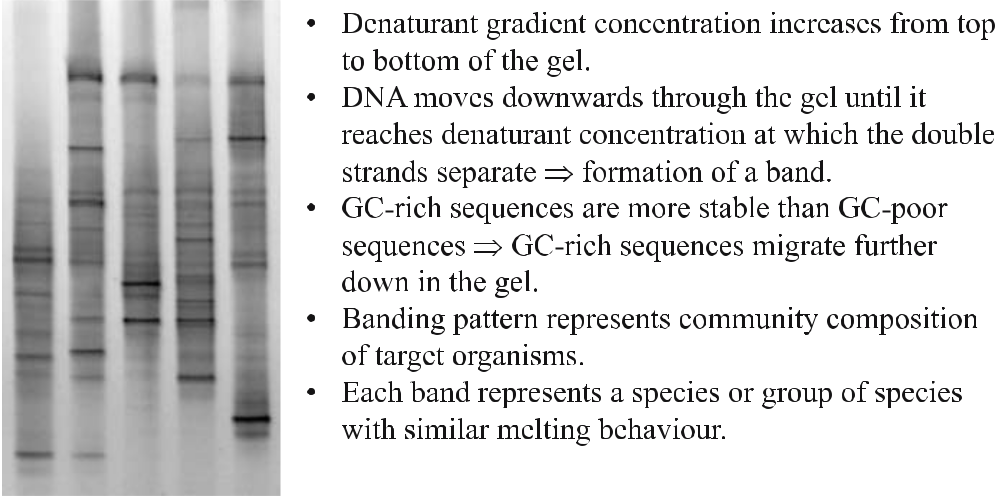 • Denaturant gradient concentration increases from top
to bottom of the gel.
• DNA moves downwards through the gel until it
reaches denaturant concentration at which the double
strands separate ⇒ formation of a band.
• GC-rich sequences are more stable than GC-poor
sequences ⇒ GC-rich sequences migrate further
down in the gel.
• Banding pattern represents community composition
of target organisms.
• Each band represents a species or group of species
with similar melting behaviour.